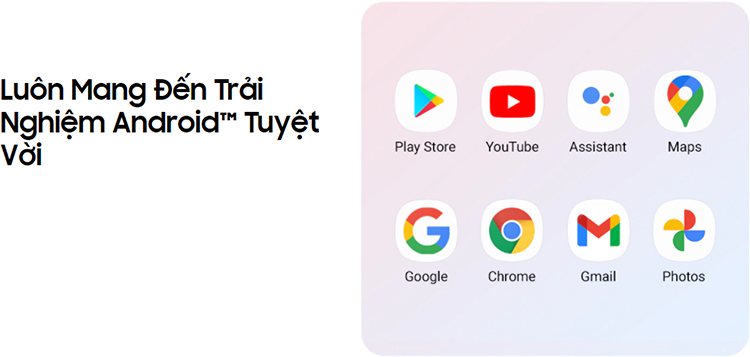 Luôn Mang Đến Trải
Nghiệm Android™ Tuyệt
Vời
Play Store YouTube Assistant Maps
Google Chrome Gmail Photos